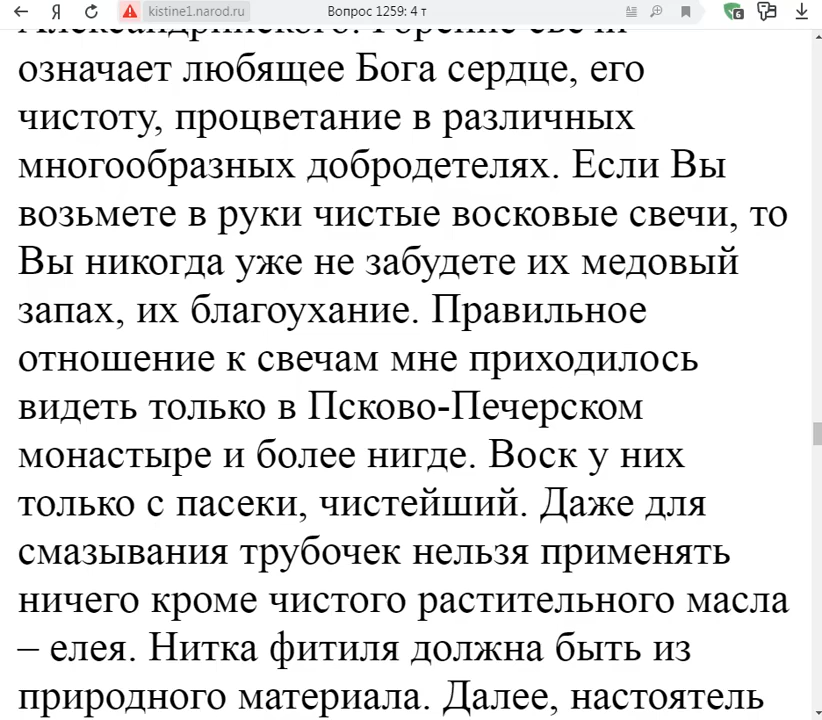 Я kistine1.narod.ru Вопрос 1259: 4 т 6
означает любящее Бога сердце, его
чистоту, процветание в различных
многообразных добродетелях. Если Вы
возьмете в руки чистые восковые свечи, то
Вы никогда уже не забудете их медовый
запах, их благоухание. Правильное
отношение к свечам мне приходилось
видеть только в Псково-Печерском
монастыре и более нигде. Воск у них
только с пасеки, чистейший. Даже для
смазывания трубочек нельзя применять
ничего кроме чистого растительного масла
– елея. Нитка фитиля должна быть из
природного материала. Далее, настоятель